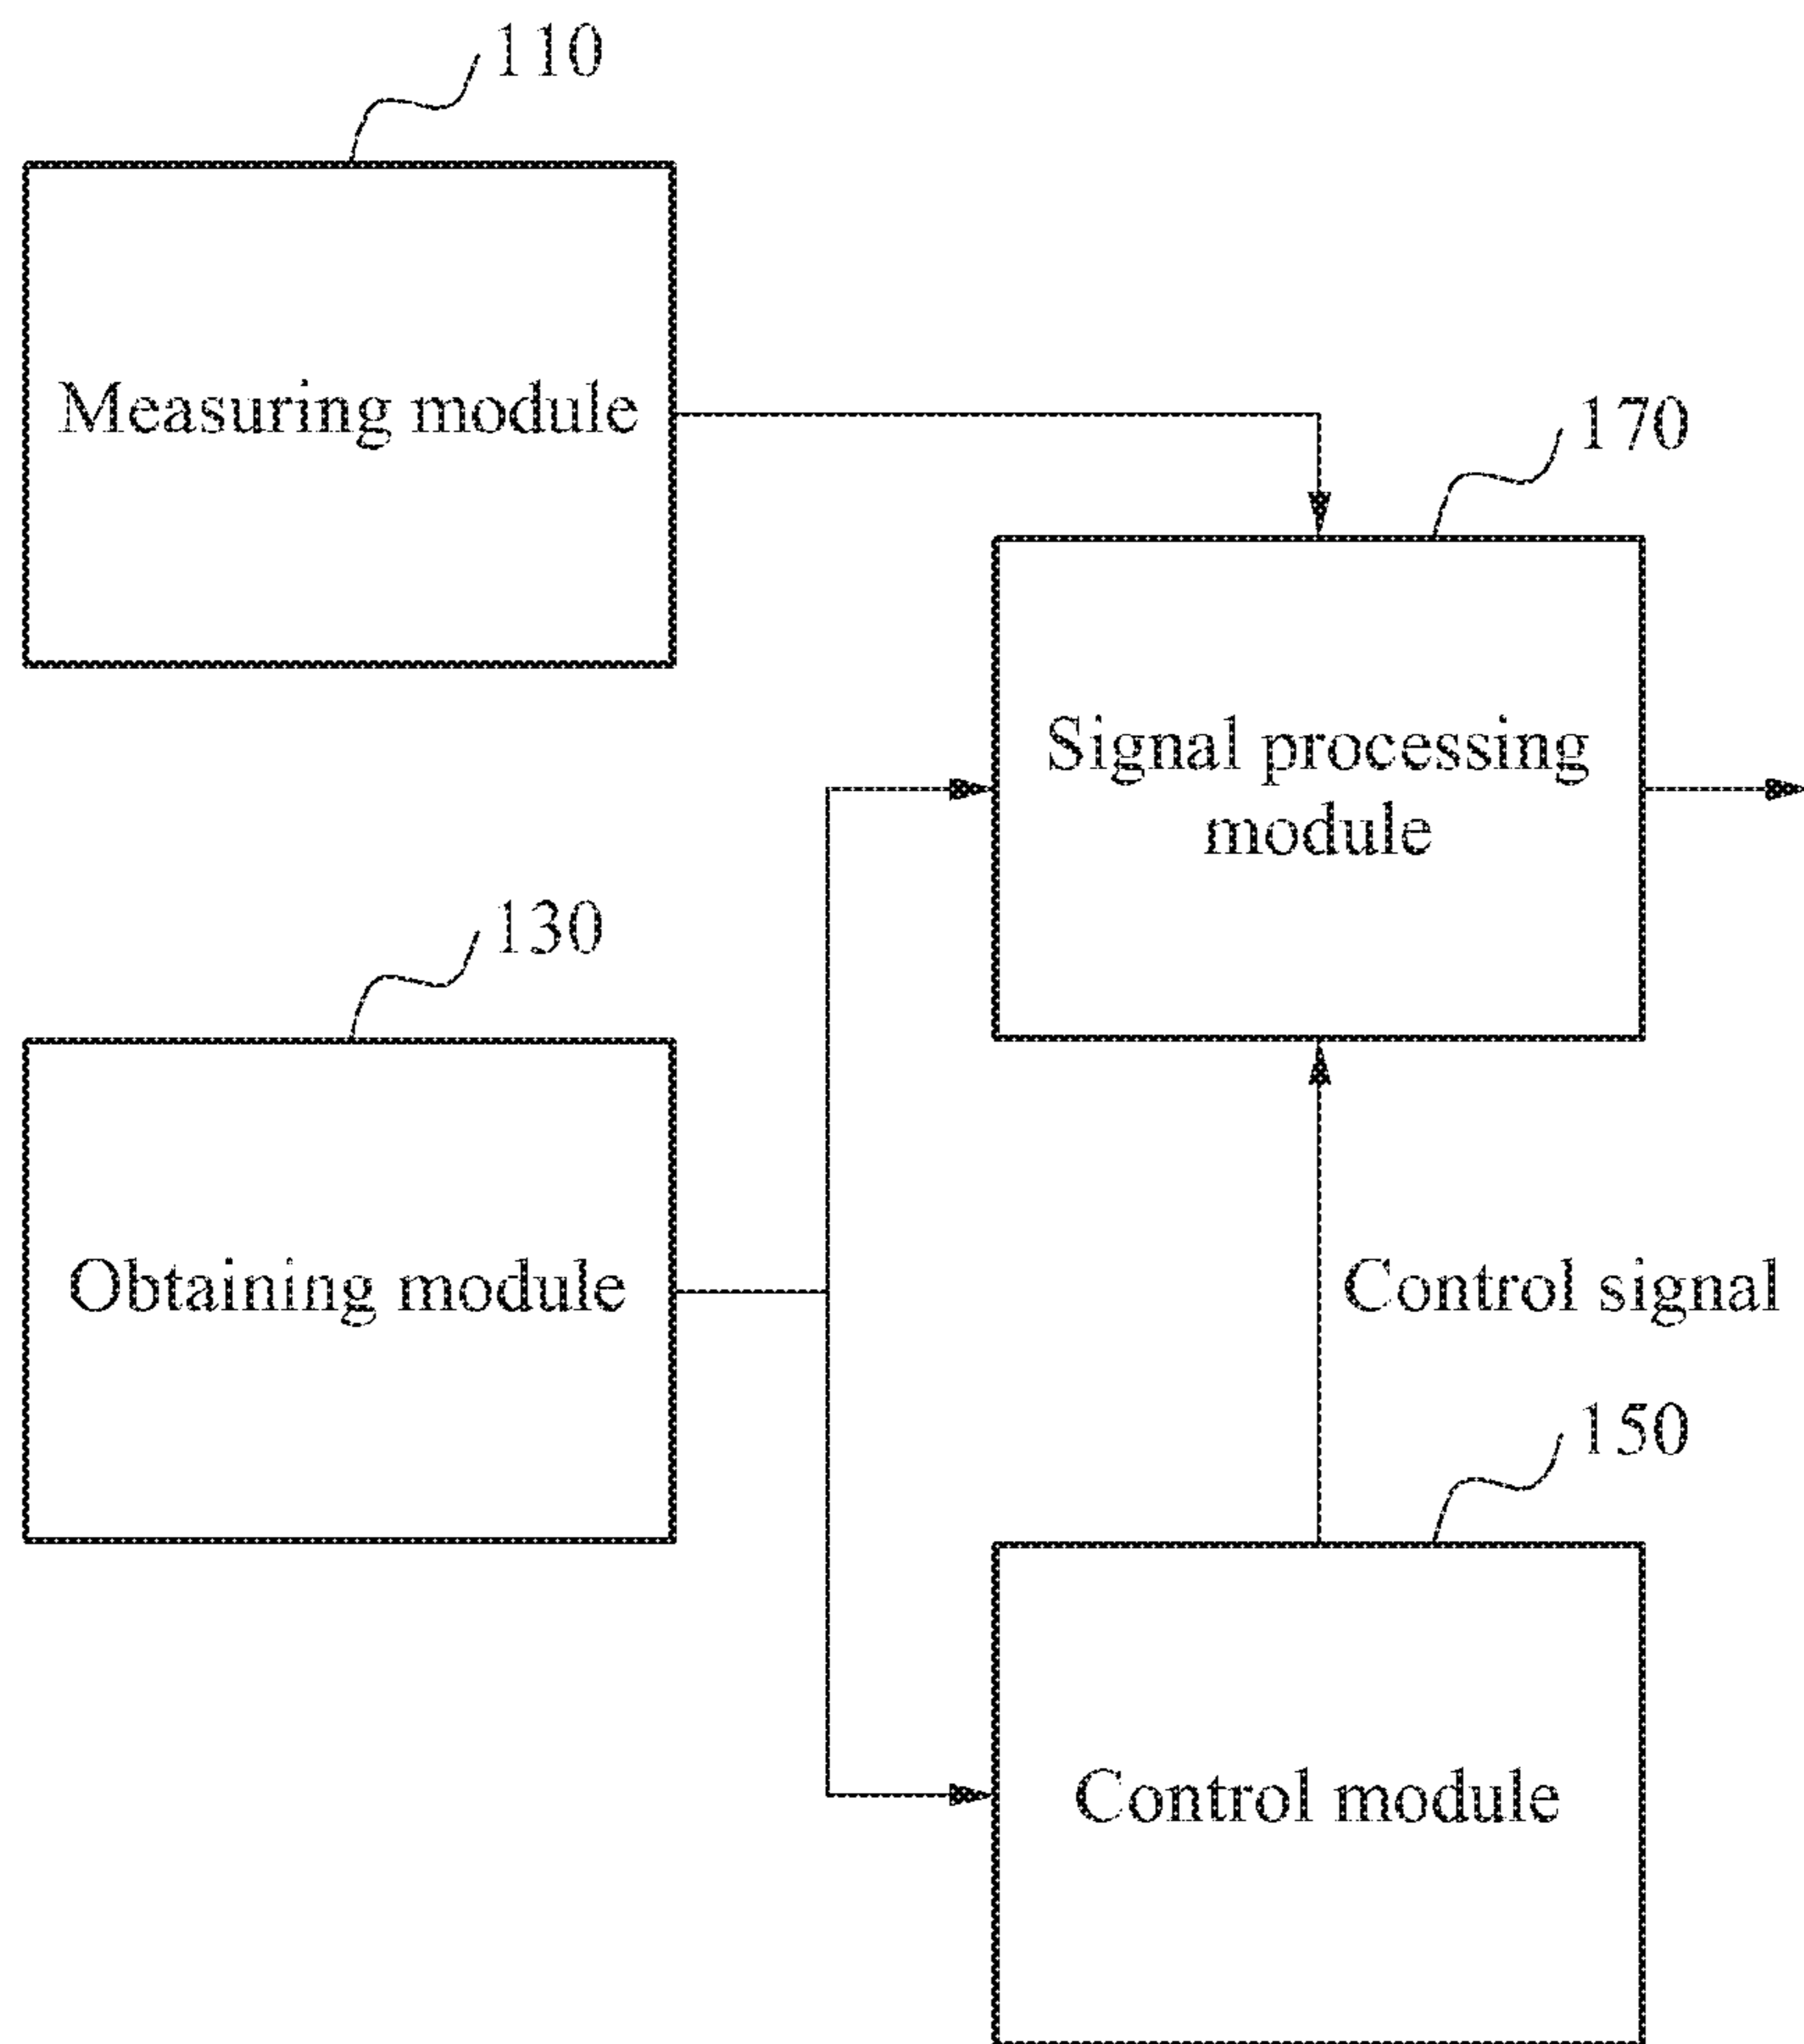 110
Measuring module
170
Signal processing
module
130
Obtaining module
Control signal
150
Control module